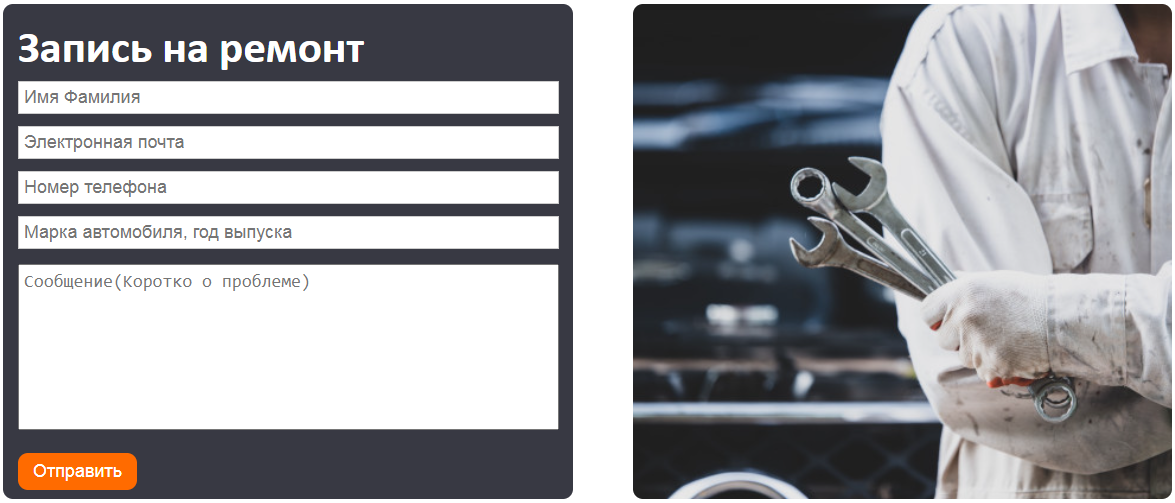 Запись на ремонт
Имя Фамилия
Электронная почта
Номер телефона
Марка автомобиля, год выпуска
Сообщение(Коротко о проблеме)
Отправить